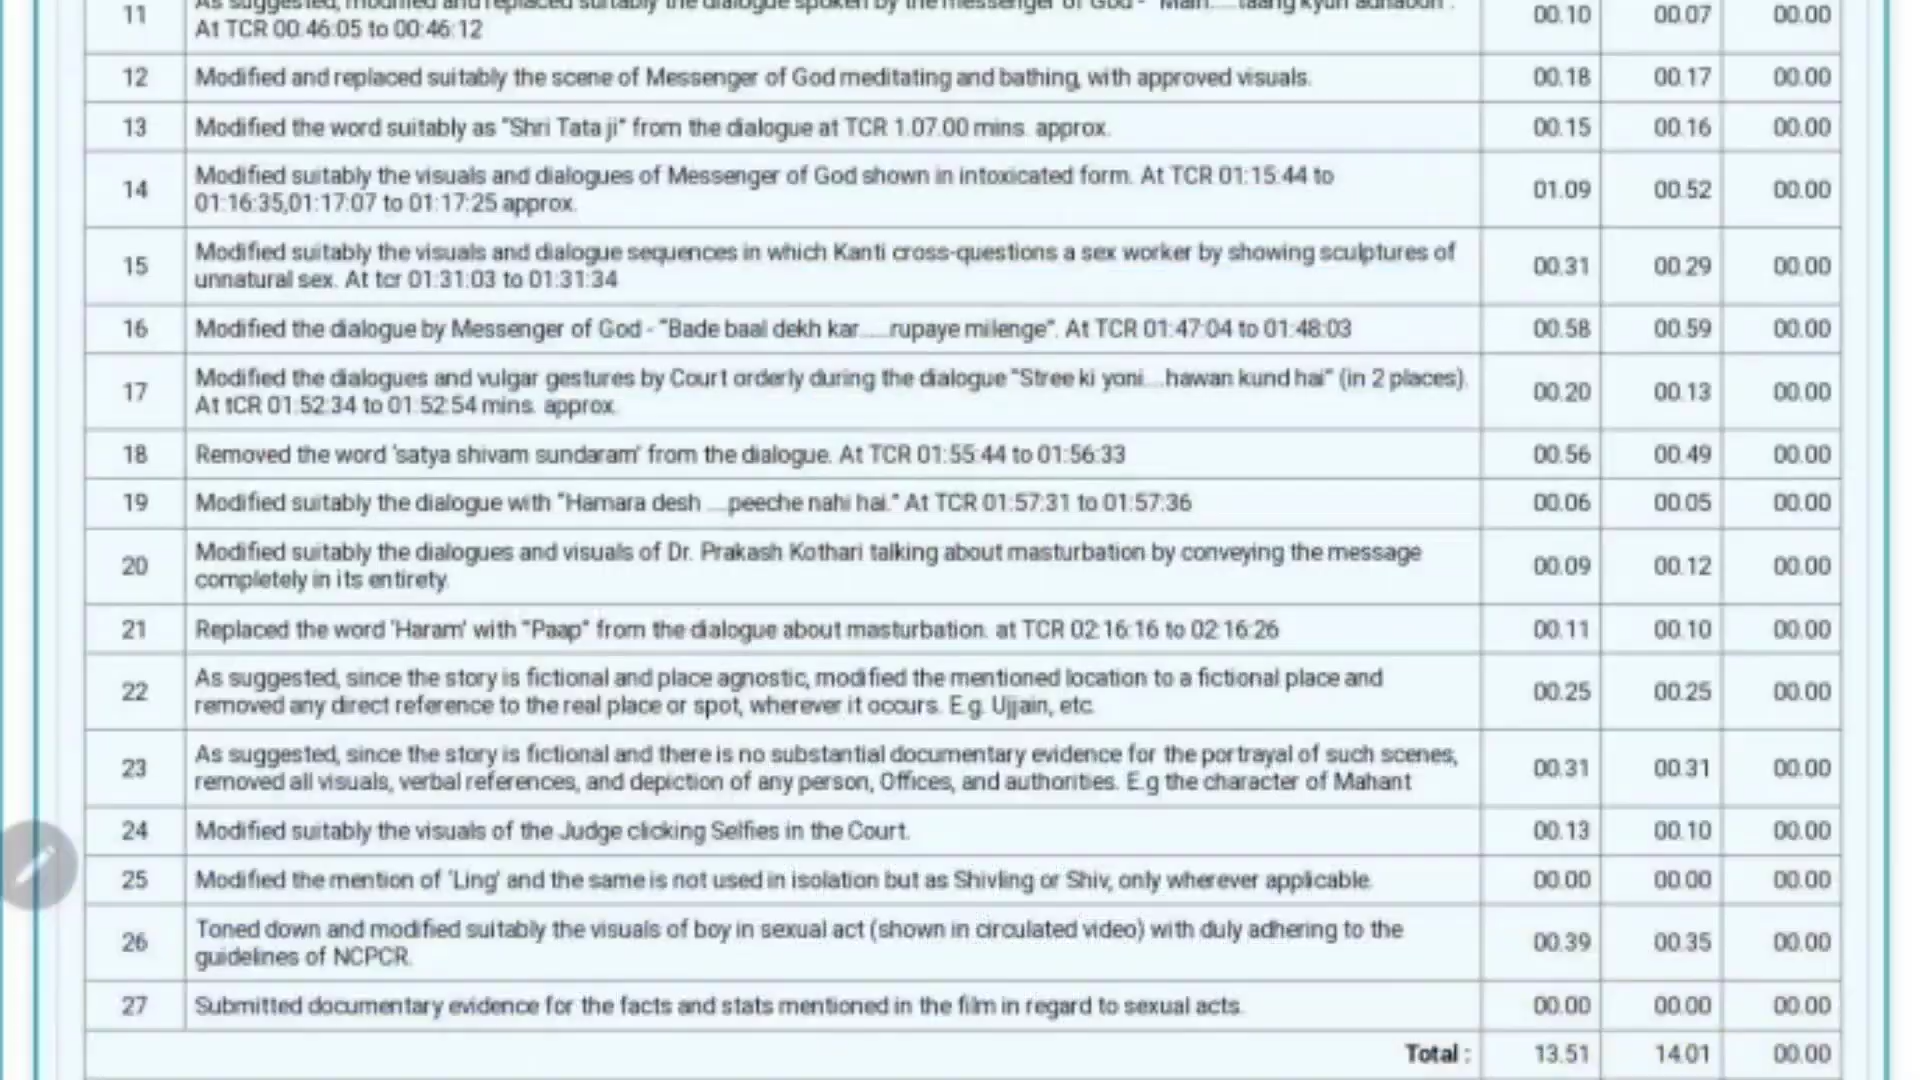 11 As suggested, modified and replaced suitably the dialogue spoken by the messenger of God - "Main.....taang kyun adhaoun". 00.10 00.07 00.00
At TCR 00:46:05 to 00:46:12
12 Modified and replaced suitably the scene of Messenger of God meditating and bathing, with approved visuals. 00.18 00.17 00.00
13 Modified the word suitably as "Shri Tata ji" from the dialogue at TCR 1.07.00 mins. approx. 00.15 00.16 00.00
14 Modified suitably the visuals and dialogues of Messenger of God shown in intoxicated form. At TCR 01:15:44 to 01.09 00.52 00.00
01:16:35,01:17:07 to 01:17:25 approx.
15 Modified suitably the visuals and dialogue sequences in which Kanti cross-questions a sex worker by showing sculptures of 00.31 00.29 00.00
unnatural sex. At tcr 01:31:03 to 01:31:34
16 Modified the dialogue by Messenger of God - "Bade baal dekh kar.....rupaye milenge". At TCR 01:47:04 to 01:48:03 00.58 00.59 00.00
17 Modified the dialogues and vulgar gestures by Court orderly during the dialogue "Stree ki yoni...hawan kund hai" (in 2 places). 00.20 00.13 00.00
At tCR 01:52:34 to 01:52:54 mins. approx.
18 Removed the word 'satya shivam sundaram' from the dialogue. At TCR 01:55:44 to 01:56:33 00.56 00.49 00.00
19 Modified suitably the dialogue with "Hamara desh ....peeche nahi hai." At TCR 01:57:31 to 01:57:36 00.06 00.05 00.00
20 Modified suitably the dialogues and visuals of Dr. Prakash Kothari talking about masturbation by conveying the message 00.09 00.12 00.00
completely in its entirety.
21 Replaced the word 'Haram' with "Paap" from the dialogue about masturbation. at TCR 02:16:16 to 02:16:26 00.11 00.10 00.00
22 As suggested, since the story is fictional and place agnostic, modified the mentioned location to a fictional place and 00.25 00.25 00.00
removed any direct reference to the real place or spot, wherever it occurs. E.g. Ujjain, etc.
23 As suggested, since the story is fictional and there is no substantial documentary evidence for the portrayal of such scenes, 00.31 00.31 00.00
removed all visuals, verbal references, and depiction of any person, Offices, and authorities. E.g the character of Mahant
24 Modified suitably the visuals of the Judge clicking Selfies in the Court. 00.13 00.10 00.00
25 Modified the mention of 'Ling' and the same is not used in isolation but as Shivling or Shiv, only wherever applicable. 00.00 00.00 00.00
26 Toned down and modified suitably the visuals of boy in sexual act (shown in circulated video) with duly adhering to the 00.39 00.35 00.00
guidelines of NCPCR.
27 Submitted documentary evidence for the facts and stats mentioned in the film in regard to sexual acts. 00.00 00.00 00.00
Total : 13.51 14.01 00.00